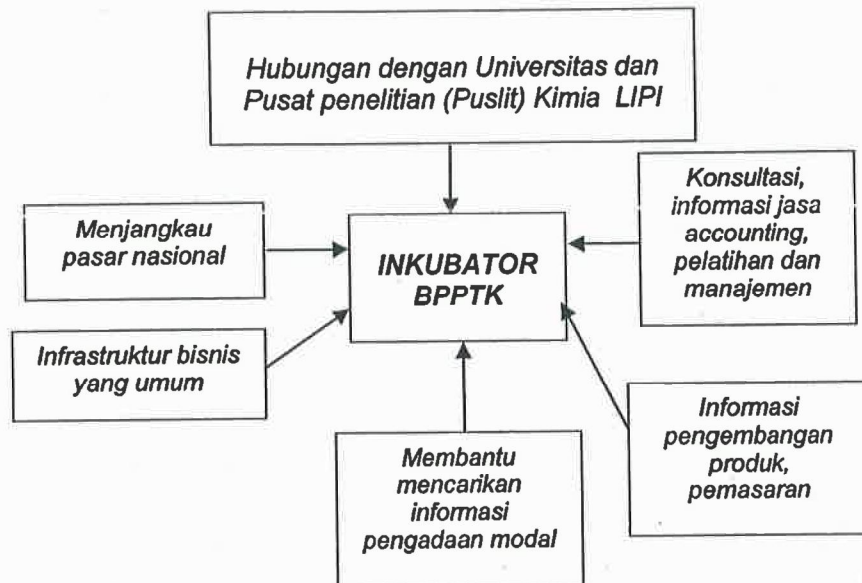 Hubungan dengan Universitas dan
Pusat penelitian (Puslit) Kimia LIPI
Menjangkau
pasar nasional
INKUBATOR
BPPTK
Konsultasi,
informasi jasa
accounting,
pelatihan dan
manajemen
Infrastruktur bisnis
yang umum
Membantu
mencarikan
informasi
pengadaan modal
Informasi
pengembangan
produk,
pemasaran